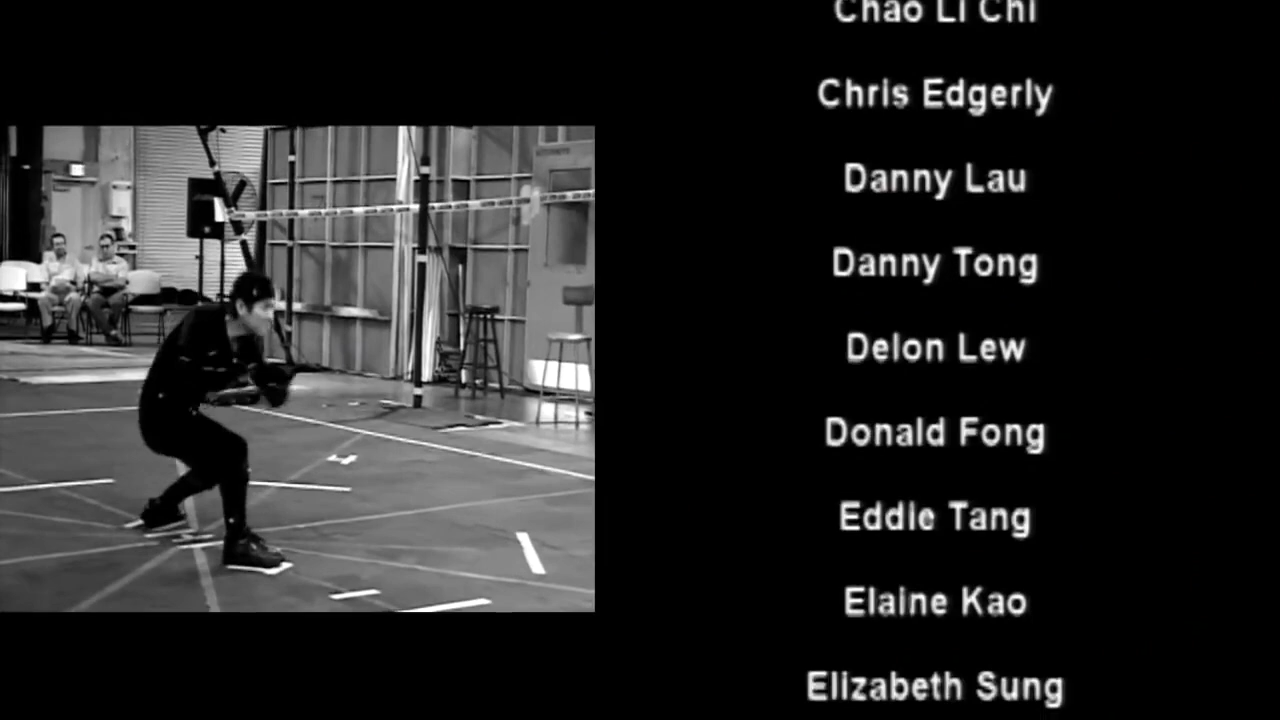 Chao Li Chi
Chris Edgerly
Danny Lau
Danny Tong
Delon Lew
4
Donald Fong
Eddie Tang
Elaine Kao
Elizabeth Sung